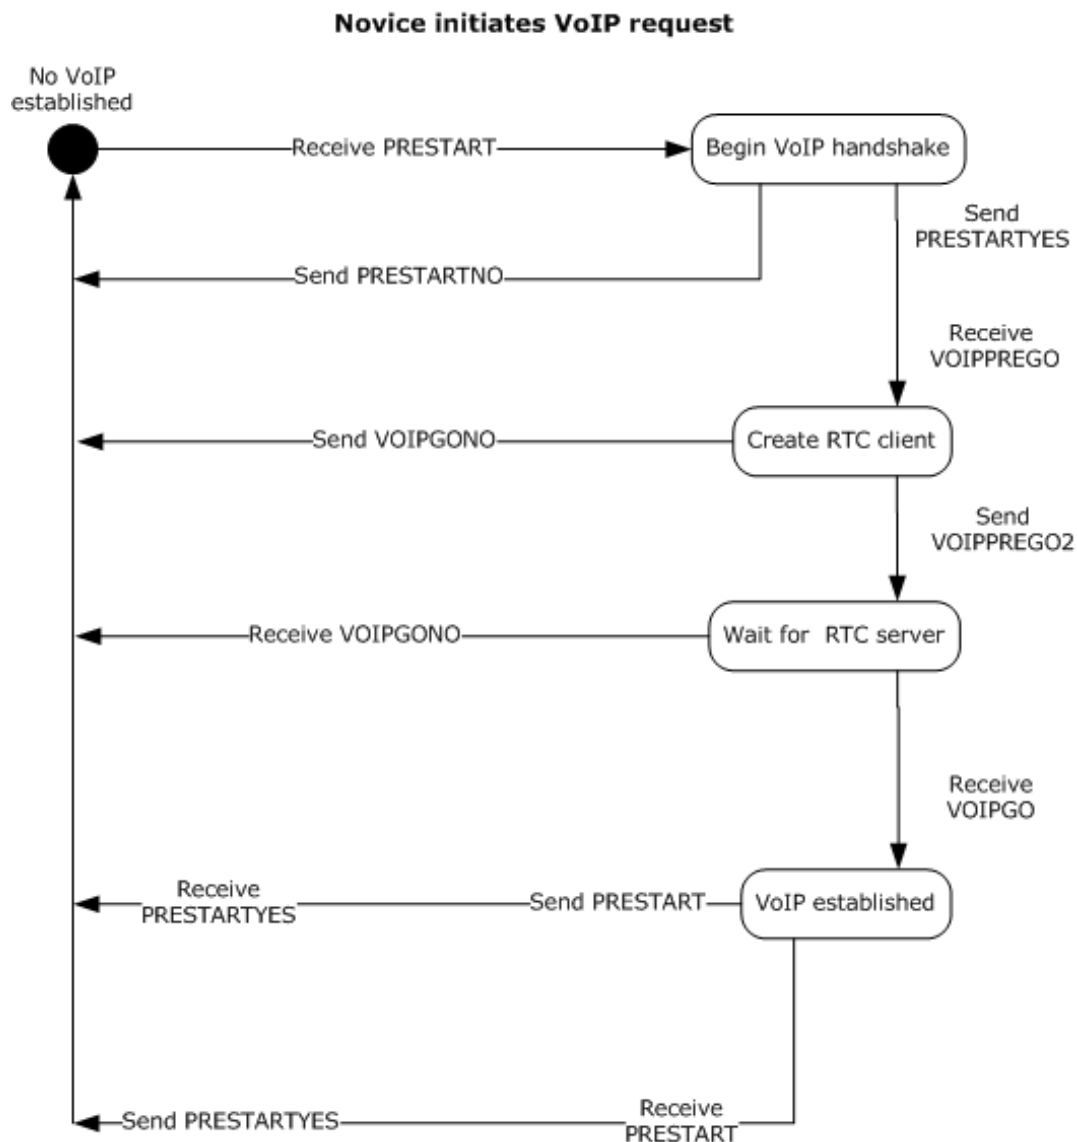 Novice initiates VoIP request
No VoIP
established
Receive PRESTART
Begin VoIP handshake
Send
PRESTARTYES
Send PRESTARTNO
Receive
VOIPPREGO
Send VOIPGONO
Create RTC client
Send
VOIPPREGO2
Receive VOIPGONO
Wait for RTC server
Receive
VOIPGO
Receive
PRESTARTYES
Send PRESTART
VoIP established
Send PRESTARTYES
Receive
PRESTART